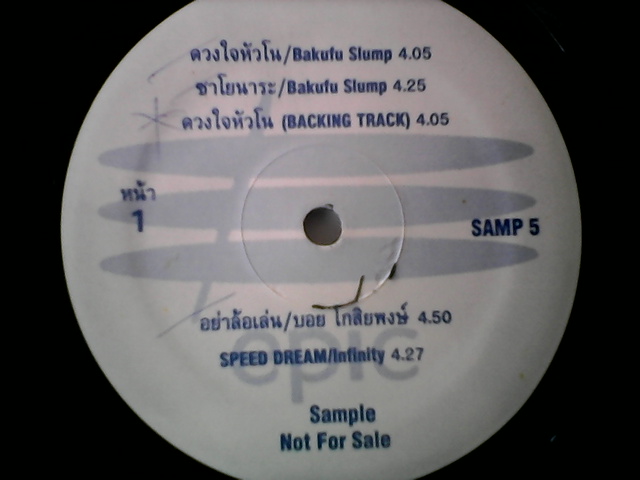 ดวงใจหัวโน/Bakufu Slump 4.05
ซาโยนาระ/Bakufu Slump 4.25
ดวงใจหัวโน (BACKING TRACK) 4.05
หน้า
1
SAMP 5
อย่าล้อเล่น/บอย โกสิยพงษ์ 4.50
SPEED DREAM/Infinity 4.27
epic
Sample
Not For Sale